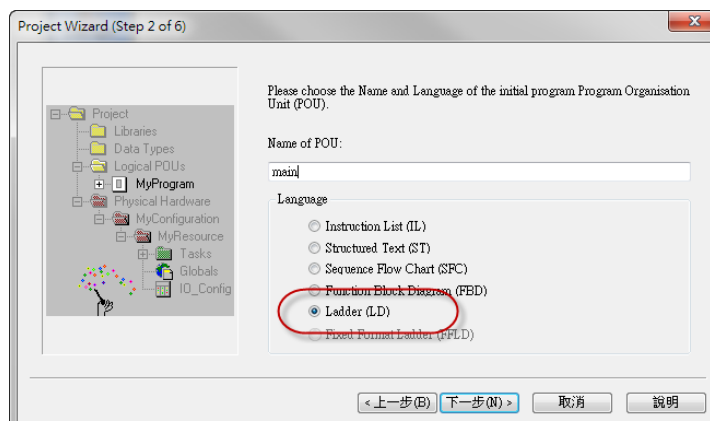 Project Wizard (Step 2 of 6)
Project
Libraries
Data Types
Logical POUs
MyProgram
Physical Hardware
MyConfiguration
MyResource
Tasks
Globals
IO_Config
Please choose the Name and Language of the initial program Program Organisation
Unit (POU).
Name of POU:
main
Language
Instruction List (IL)
Structured Text (ST)
Sequence Flow Chart (SFC)
Function Block Diagram (FBD)
Ladder (LD)
Fixed Format Ladder (FFLD)
<上一步(B) 下一步(N)> 取消 說明